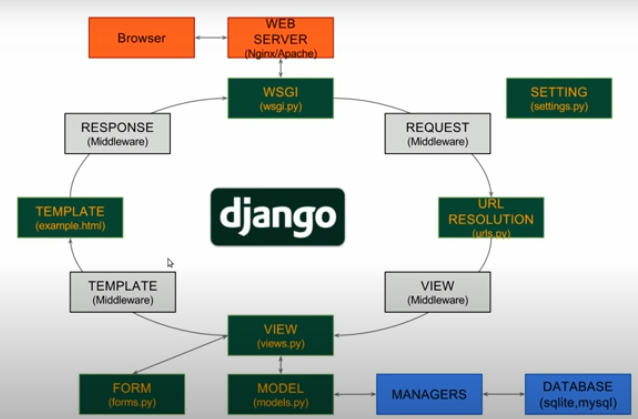 Browser
WEB
SERVER
(Nginx/Apache)
WSGI
(wsgi.py)
SETTING
(settings.py)
RESPONSE
(Middleware)
REQUEST
(Middleware)
TEMPLATE
(example.html)
django
URL
RESOLUTION
(urls.py)
TEMPLATE
(Middleware)
VIEW
(Middleware)
VIEW
(views.py)
FORM
(forms.py)
MODEL
(models.py)
MANAGERS
DATABASE
(sqlite,mysql)